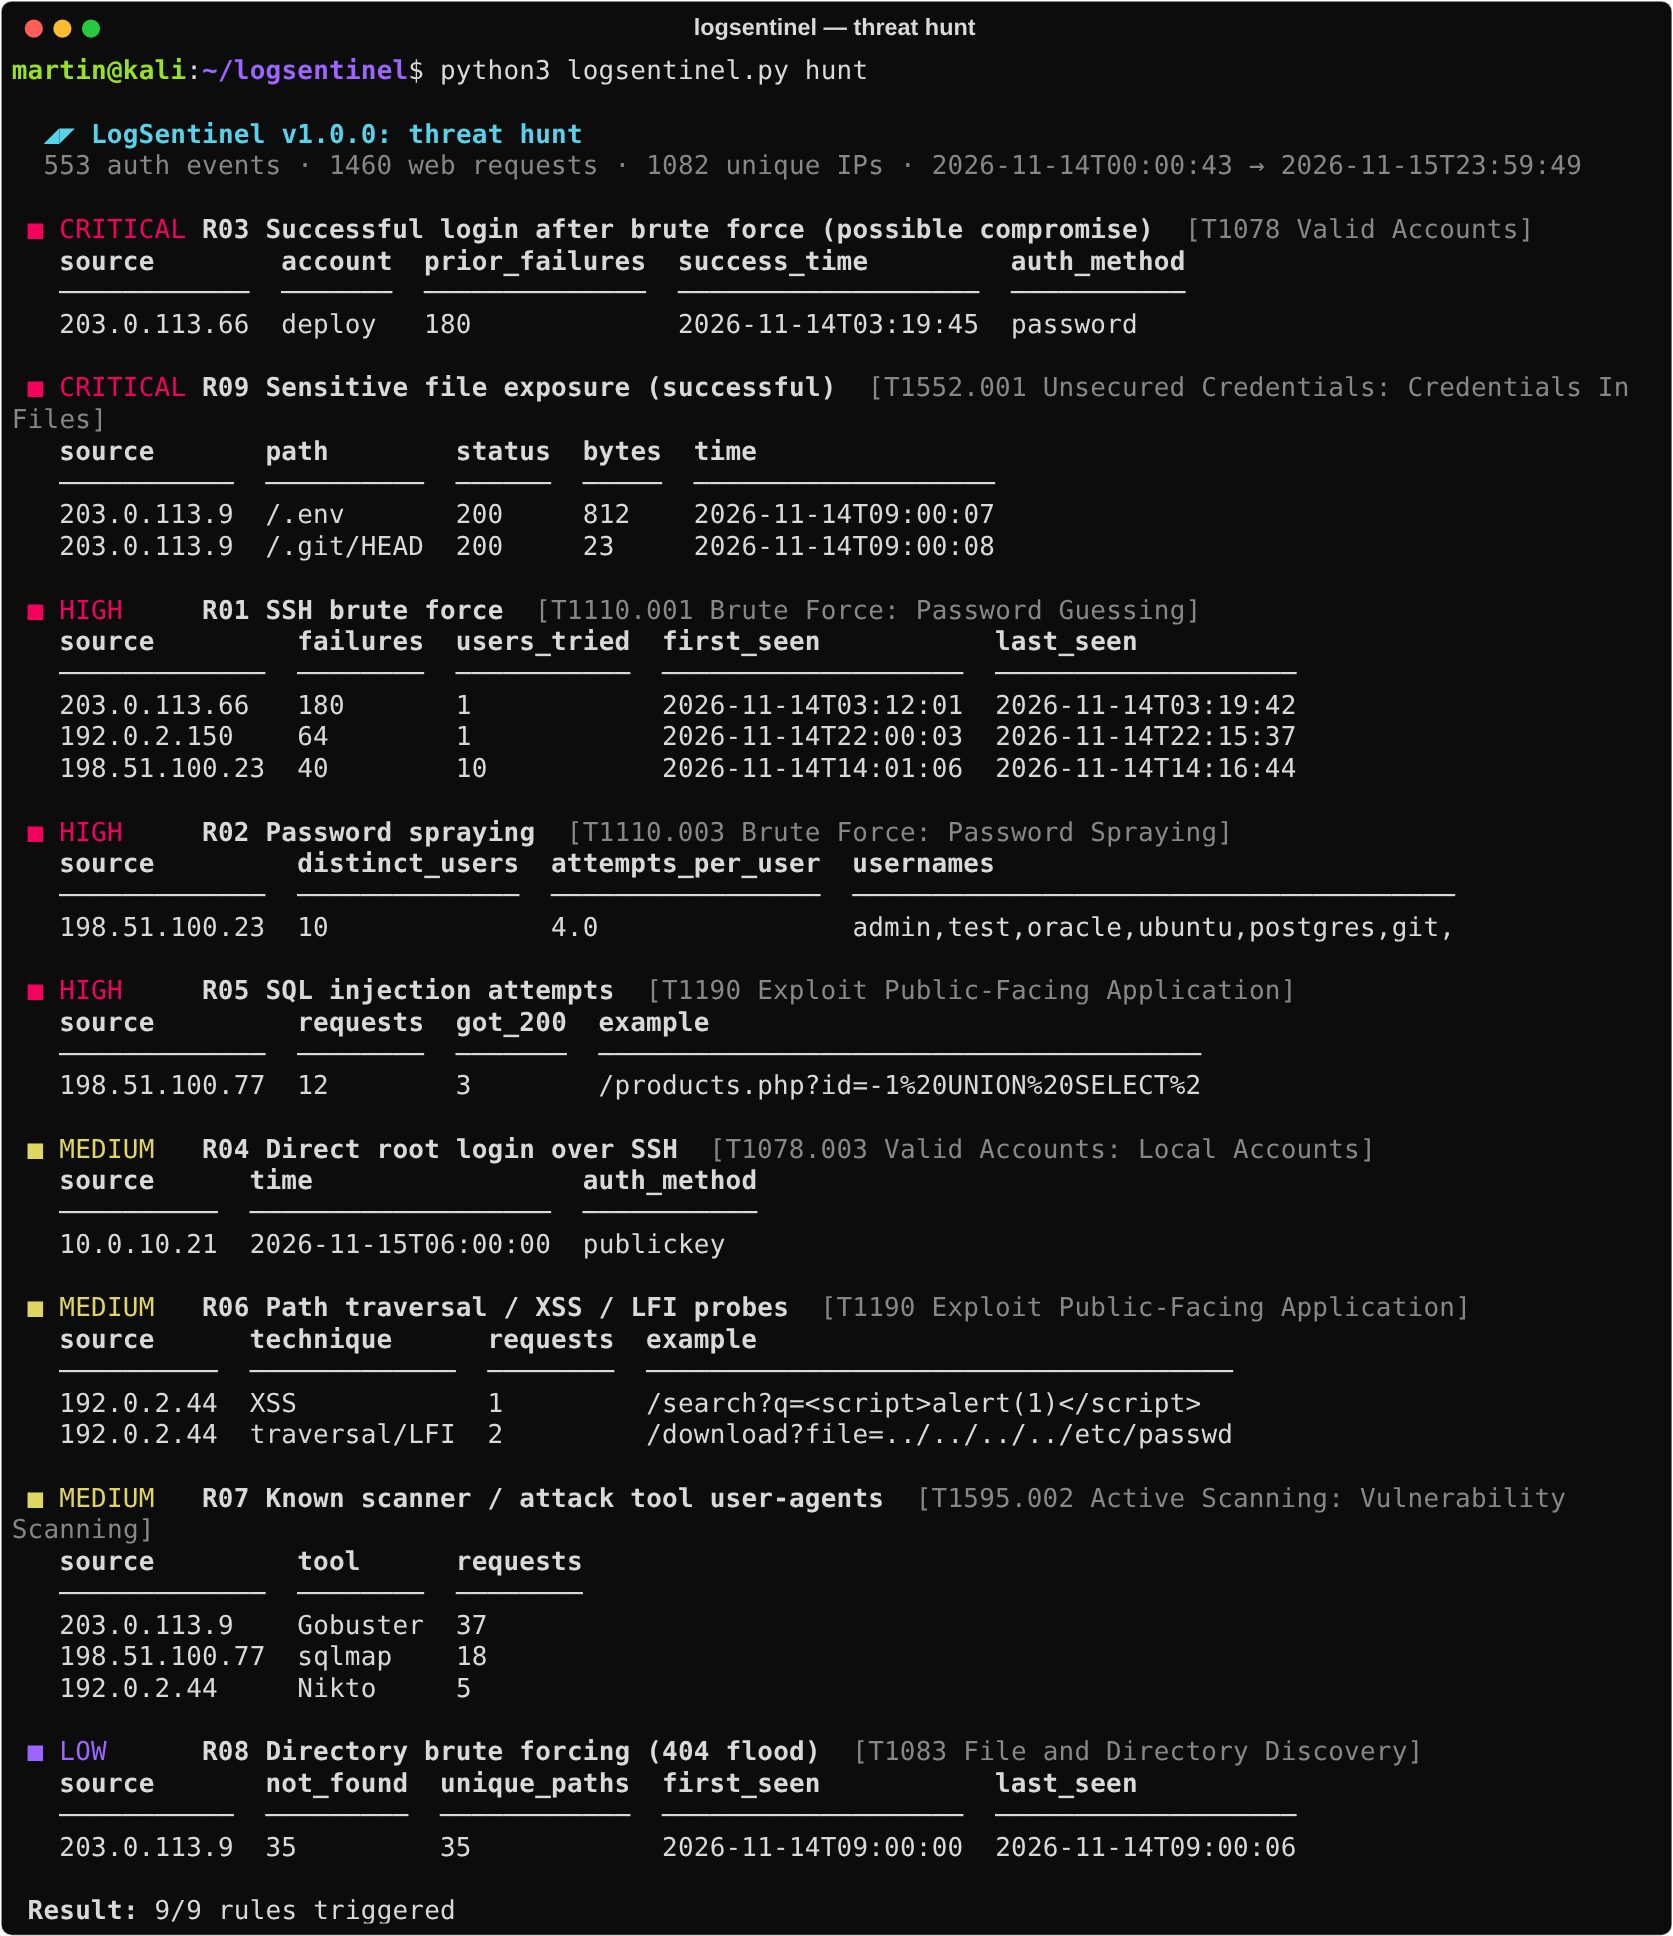 logsentinel — threat hunt
martin@kali:~/logsentinel$ python3 logsentinel.py hunt
◢◤ LogSentinel v1.0.0: threat hunt
553 auth events · 1460 web requests · 1082 unique IPs · 2026-11-14T00:00:43 → 2026-11-15T23:59:49
■ CRITICAL R03 Successful login after brute force (possible compromise)  [T1078 Valid Accounts]
source        account  prior_failures  success_time         auth_method
203.0.113.66  deploy   180             2026-11-14T03:19:45  password
■ CRITICAL R09 Sensitive file exposure (successful)  [T1552.001 Unsecured Credentials: Credentials In
Files]
source       path        status  bytes  time
203.0.113.9  /.env       200     812    2026-11-14T09:00:07
203.0.113.9  /.git/HEAD  200     23     2026-11-14T09:00:08
■ HIGH     R01 SSH brute force  [T1110.001 Brute Force: Password Guessing]
source         failures  users_tried  first_seen           last_seen
203.0.113.66   180       1            2026-11-14T03:12:01  2026-11-14T03:19:42
192.0.2.150    64        1            2026-11-14T22:00:03  2026-11-14T22:15:37
198.51.100.23  40        10           2026-11-14T14:01:06  2026-11-14T14:16:44
■ HIGH     R02 Password spraying  [T1110.003 Brute Force: Password Spraying]
source         distinct_users  attempts_per_user  usernames
198.51.100.23  10              4.0                admin,test,oracle,ubuntu,postgres,git,
■ HIGH     R05 SQL injection attempts  [T1190 Exploit Public-Facing Application]
source         requests  got_200  example
198.51.100.77  12        3        /products.php?id=-1%20UNION%20SELECT%2
■ MEDIUM   R04 Direct root login over SSH  [T1078.003 Valid Accounts: Local Accounts]
source      time                 auth_method
10.0.10.21  2026-11-15T06:00:00  publickey
■ MEDIUM   R06 Path traversal / XSS / LFI probes  [T1190 Exploit Public-Facing Application]
source      technique      requests  example
192.0.2.44  XSS            1         /search?q=<script>alert(1)</script>
192.0.2.44  traversal/LFI  2         /download?file=../../../../etc/passwd
■ MEDIUM   R07 Known scanner / attack tool user-agents  [T1595.002 Active Scanning: Vulnerability
Scanning]
source         tool      requests
203.0.113.9    Gobuster  37
198.51.100.77  sqlmap    18
192.0.2.44     Nikto     5
■ LOW      R08 Directory brute forcing (404 flood)  [T1083 File and Directory Discovery]
source       not_found  unique_paths  first_seen           last_seen
203.0.113.9  35         35            2026-11-14T09:00:00  2026-11-14T09:00:06
Result: 9/9 rules triggered